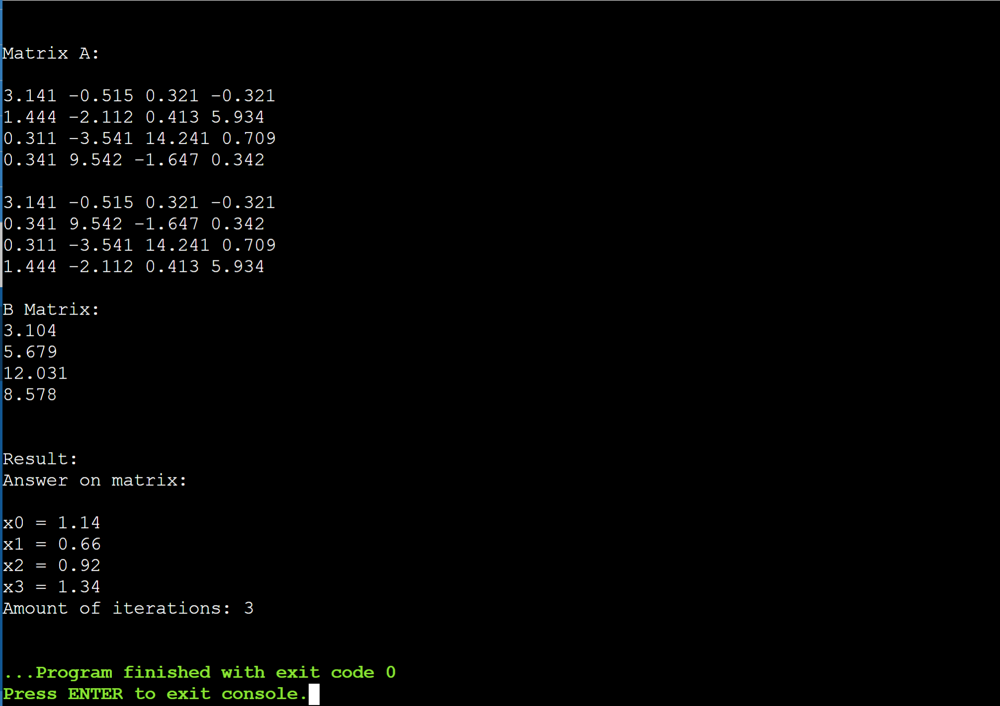 Matrix A:
3.141 -0.515 0.321 -0.321
1.444 -2.112 0.413 5.934
0.311 -3.541 14.241 0.709
0.341 9.542 -1.647 0.342
3.141 -0.515 0.321 -0.321
0.341 9.542 -1.647 0.342
0.311 -3.541 14.241 0.709
1.444 -2.112 0.413 5.934
B Matrix:
3.104
5.679
12.031
8.578
Result:
Answer on matrix:
x0 = 1.14
x1 = 0.66
x2 = 0.92
x3 = 1.34
Amount of iterations: 3
...Program finished with exit code 0
Press ENTER to exit console.